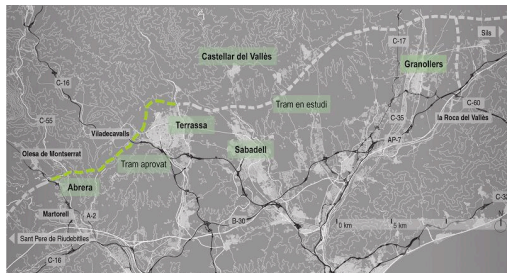 C-17
Sils
Castellar del Vallès
Granollers
C-16
C-60
Tram en estudi
la Roca del Vallès
C-55
C-35
Terrassa
Viladecavalls
AP-7
Sabadell
Olesa de Montserrat
Tram aprovat
Abrera
C-32
Martorell
A-2
B-30
N
0 km
5 km
Sant Pere de Riudebitlles
C-16